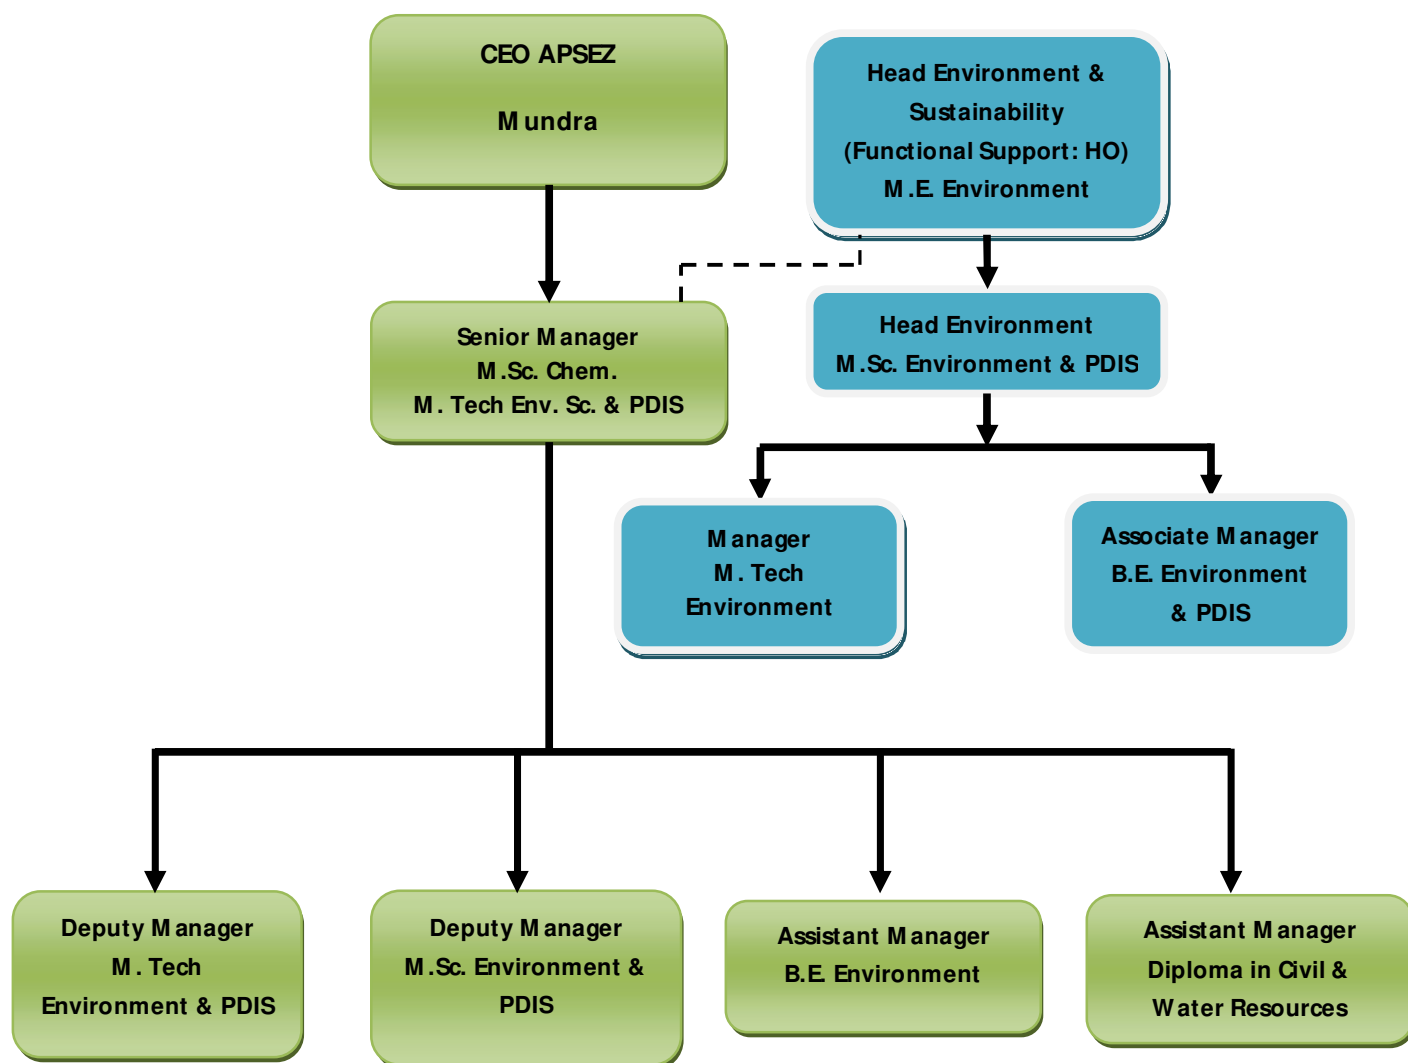 CEO APSEZ
Mundra
Head Environment &
Sustainability
(Functional Support: HO)
M.E. Environment
Senior Manager
M.Sc. Chem.
M. Tech Env. Sc. & PDIS
Head Environment
M.Sc. Environment & PDIS
Manager
M. Tech
Environment
Associate Manager
B.E. Environment
& PDIS
Deputy Manager
M. Tech
Environment & PDIS
Deputy Manager
M.Sc. Environment &
PDIS
Assistant Manager
B.E. Environment
Assistant Manager
Diploma in Civil &
Water Resources